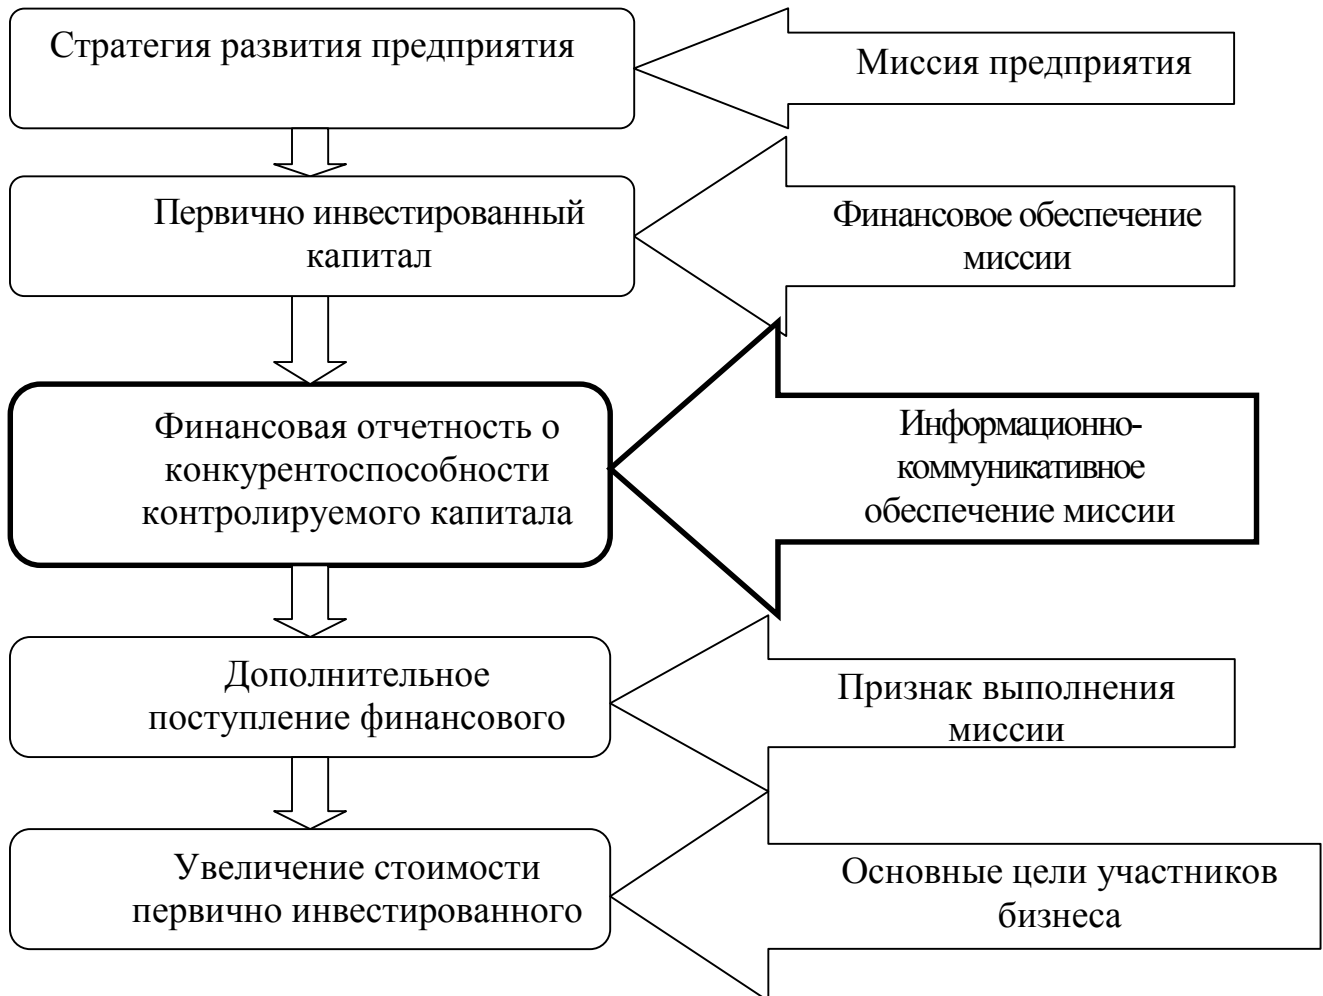 Стратегия развития предприятия
Миссия предприятия
Первично инвестированный
капитал
Финансовое обеспечение
миссии
Финансовая отчетность о
конкурентоспособности
контролируемого капитала
Информационно-
коммуникативное
обеспечение миссии
Дополнительное
поступление финансового
Признак выполнения
миссии
Увеличение стоимости
первично инвестированного
Основные цели участников
бизнеса